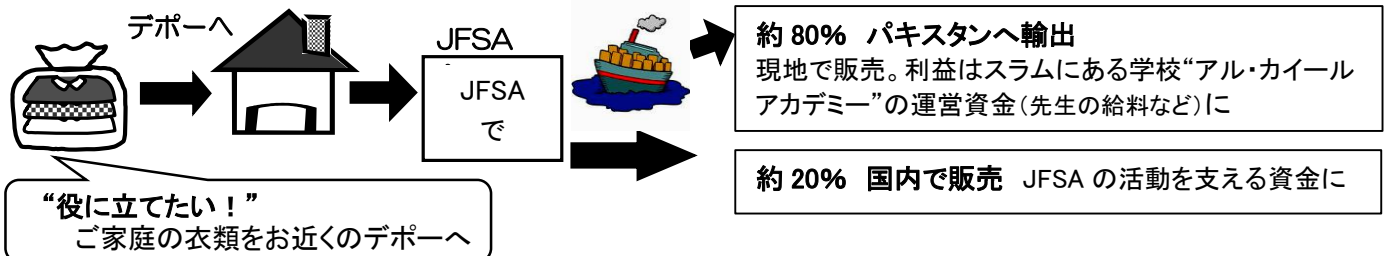 デポーへ
JFSA
JFSA
で
約 80% パキスタンへ輸出
現地で販売。利益はスラムにある学校“アル・カイール
アカデミー”の運営資金(先生の給料など)に
約 20% 国内で販売 JFSA の活動を支える資金に
“役に立てたい！”
ご家庭の衣類をお近くのデポーへ